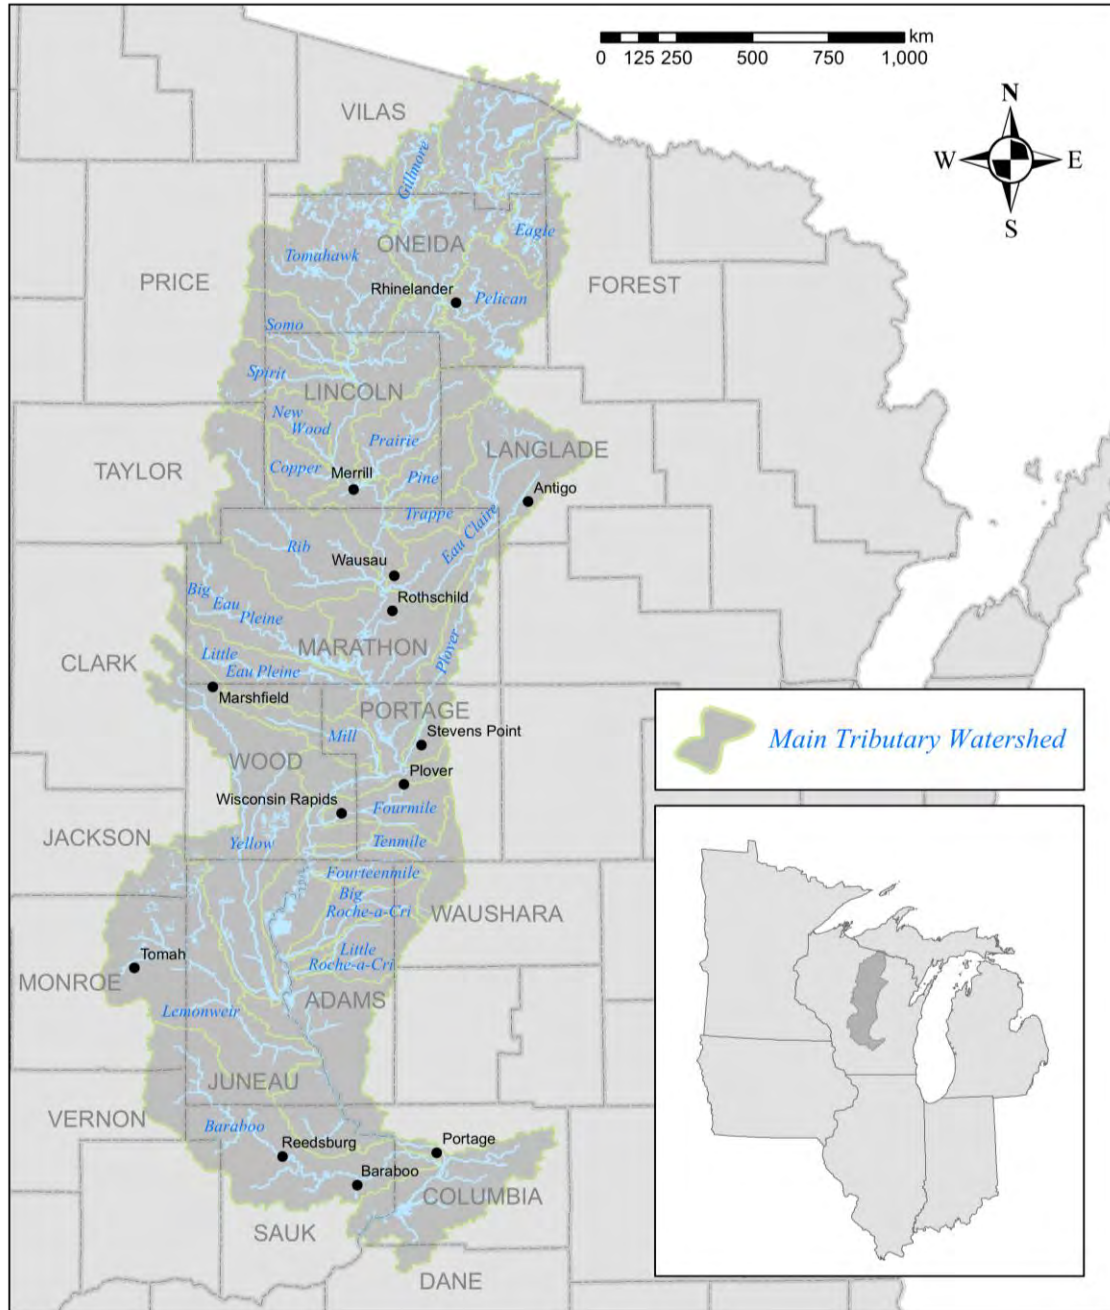 km
0 125 250 500 750 1,000
N
W E
S
VILAS
Gillmore
ONEIDA
Eagle
Tomahawk
PRICE
FOREST
Rhinelander
Pelican
Somo
Spirit
LINCOLN
New
Wood
Prairie
LANGLADE
TAYLOR
Copper
Merrill
Pine
Antigo
Trappe
Eau Claire
Rib
Wausau
Big
Eau
Pleine
Rothschild
MARATHON
Plover
CLARK
Little
Eau Pleine
Marshfield
PORTAGE
Stevens Point
Mill
WOOD
Plover
Wisconsin Rapids
Fourmile
JACKSON
Yellow
Tenmile
Fourteenmile
Big
Roche-a-Cri
WAUSHARA
Little
Roche-a-Cri
Tomah
MONROE
ADAMS
Lemonweir
JUNEAU
VERNON
Baraboo
Reedsburg
Portage
Baraboo
COLUMBIA
SAUK
DANE
Main Tributary Watershed